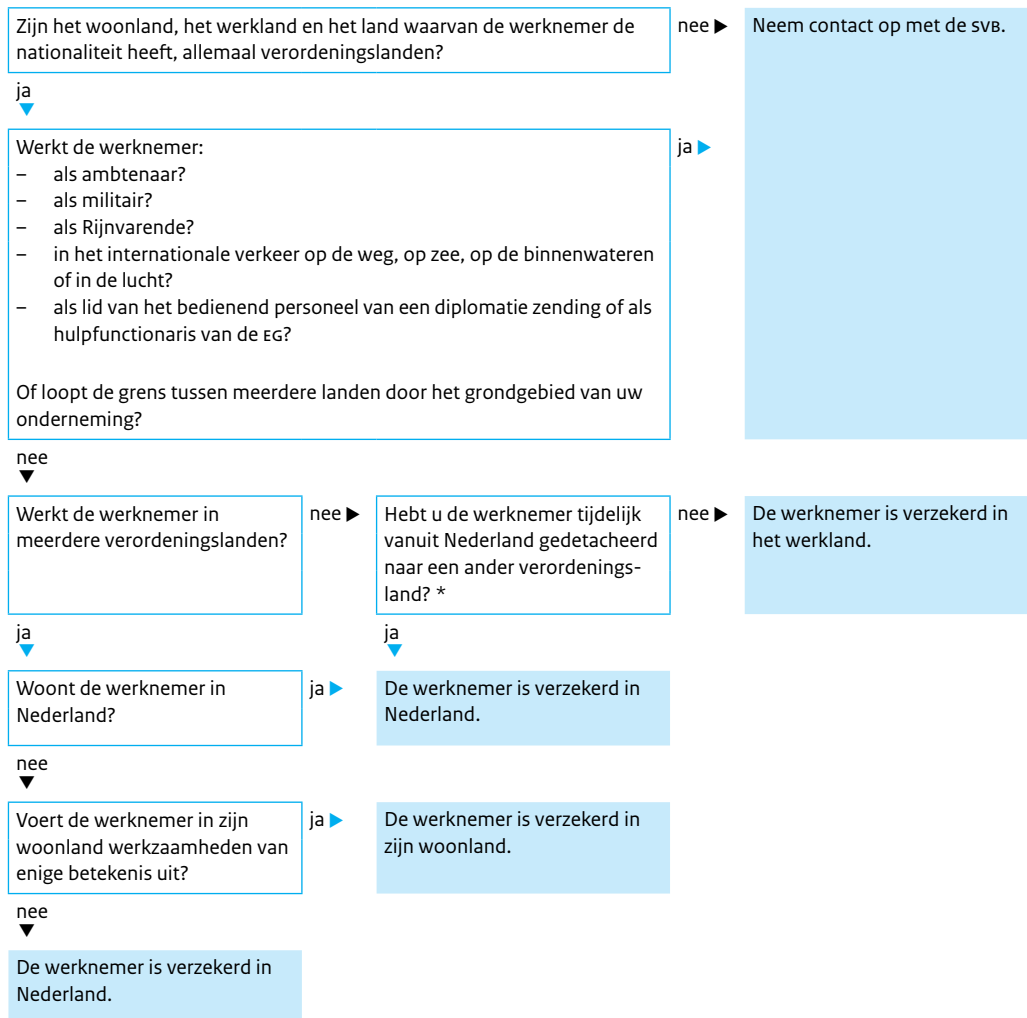 Zijn het woonland, het werkland en het land waarvan de werknemer de
nationaliteit heeft, allemaal verordeningslanden?
nee ▶
Neem contact op met de SVB.
ja
▼
Werkt de werknemer:
– als ambtenaar?
– als militair?
– als Rijnvarende?
– in het internationale verkeer op de weg, op zee, op de binnenwateren
of in de lucht?
– als lid van het bedienend personeel van een diplomatie zending of als
hulpfunctionaris van de EG?
Of loopt de grens tussen meerdere landen door het grondgebied van uw
onderneming?
ja ▶
nee
▼
Werkt de werknemer in
meerdere verordeningslanden?
nee ▶
Hebt u de werknemer tijdelijk
vanuit Nederland gedetacheerd
naar een ander verordenings-
land? *
nee ▶
De werknemer is verzekerd in
het werkland.
ja
▼
ja
▼
Woont de werknemer in
Nederland?
ja ▶
De werknemer is verzekerd in
Nederland.
nee
▼
Voert de werknemer in zijn
woonland werkzaamheden van
enige betekenis uit?
ja ▶
De werknemer is verzekerd in
zijn woonland.
nee
▼
De werknemer is verzekerd in
Nederland.